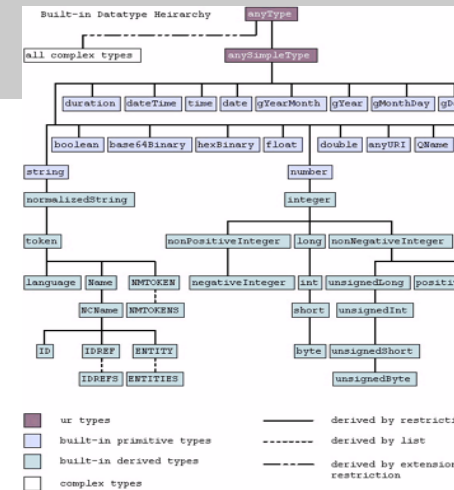 Built-in Datatype Heirarchy
anyType
all complex types
anySimpleType
duration dateTime time date gYearMonth gYear gMonthDay gD
boolean base64Binary hexBinary float double anyURI QName
string number
normalizedString integer
token nonPositiveInteger long nonNegativeInteger
language Name NMTOKEN negativeInteger int unsignedLong positi
NCName NMTOKENS short unsignedInt
ID IDREF ENTITY byte unsignedShort
IDREFS ENTITIES unsignedByte
ur types derived by restricti
built-in primitive types derived by list
built-in derived types derived by extension
restriction
complex types